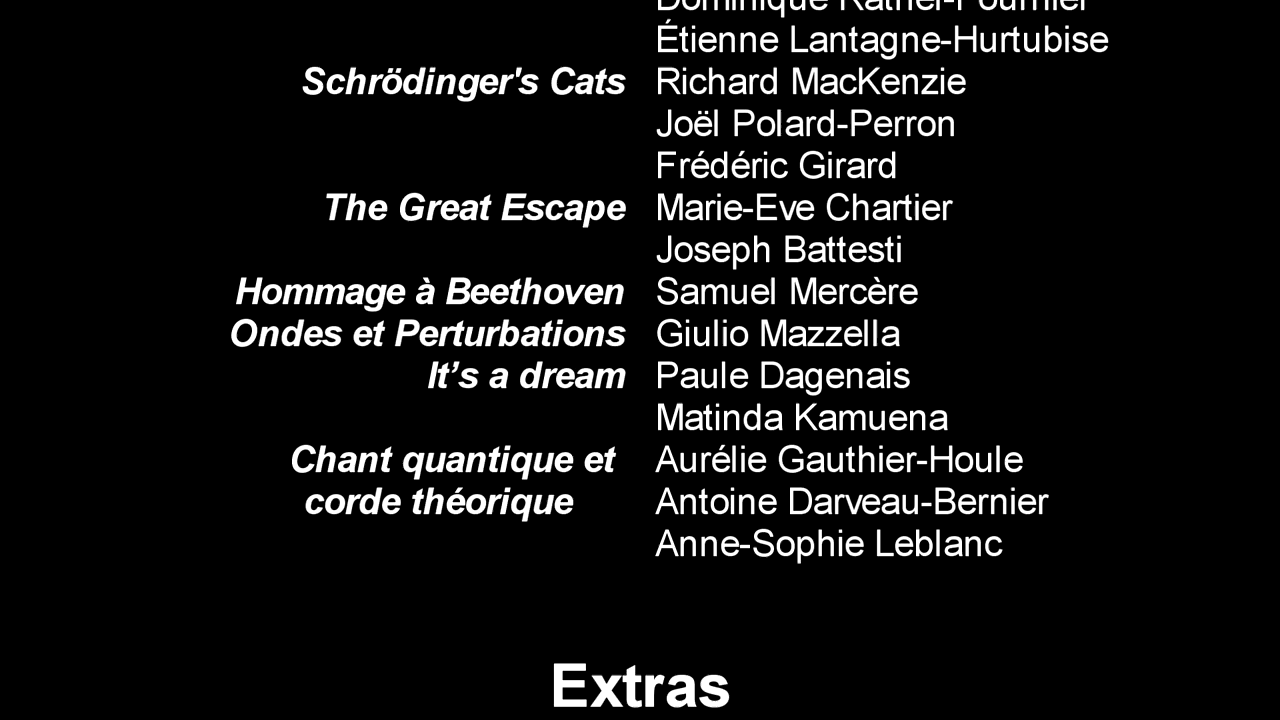 Dominique
Étienne Lantagne-Hurtubise
Schrödinger's Cats Richard MacKenzie
Joël Polard-Perron
Frédéric Girard
The Great Escape Marie-Eve Chartier
Joseph Battesti
Hommage à Beethoven Samuel Mercère
Ondes et Perturbations Giulio Mazzella
It’s a dream Paule Dagenais
Matinda Kamuena
Chant quantique et Aurélie Gauthier-Houle
corde théorique Antoine Darveau-Bernier
Anne-Sophie Leblanc
Extras